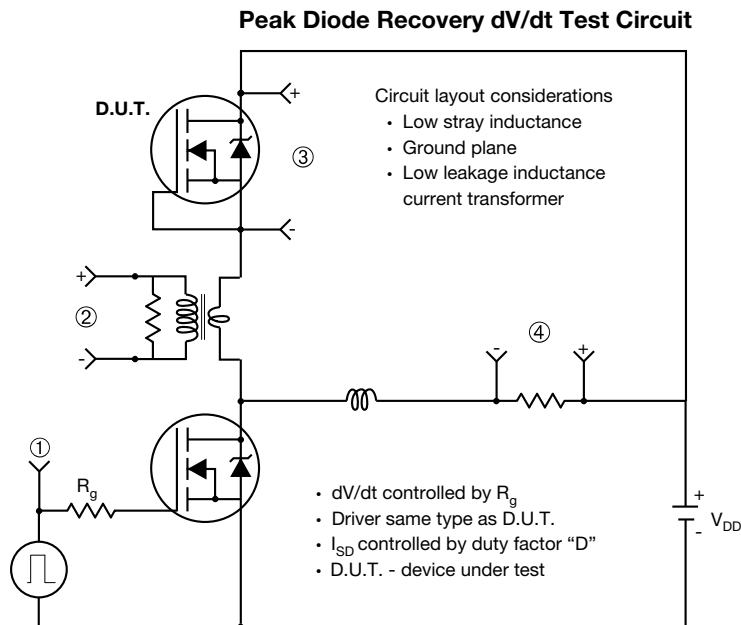 Peak Diode Recovery dV/dt Test Circuit
D.U.T.
+
Circuit layout considerations
• Low stray inductance
③
• Ground plane
• Low leakage inductance
current transformer
-
+
②
-
④
- +
①
R_g
• dV/dt controlled by R_g
• Driver same type as D.U.T.
• I_SD controlled by duty factor “D”
• D.U.T. - device under test
+
V_DD
-